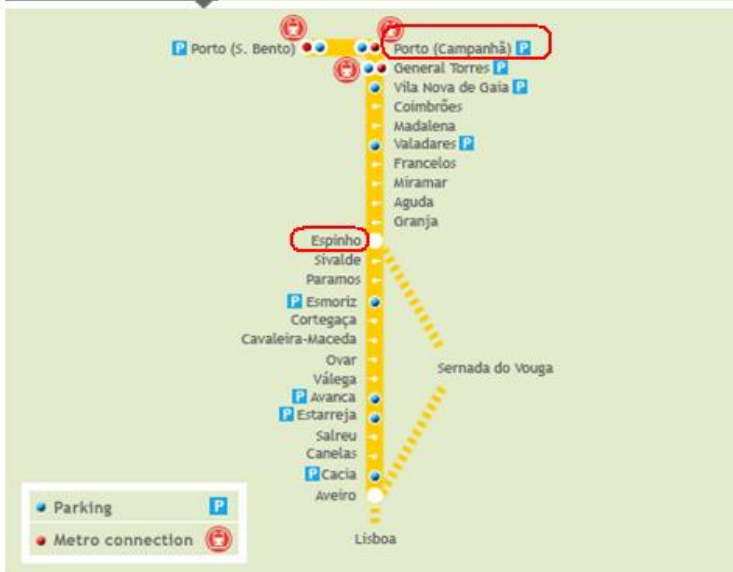 P Porto (S. Bento)
Porto (Campanhã) P
General Torres P
Vila Nova de Gaia P
Coimbrões
Madalena
Valadares P
Francelos
Miramar
Aguda
Granja
Espinho
Sivalde
Paramos
P Esmoriz
Cortegaça
Cavaleira-Maceda
Ovar
Sernada do Vouga
Válega
P Avanca
P Estarreja
Salreu
Canelas
P Cacia
Aveiro
Lisboa
Parking P
Metro connection